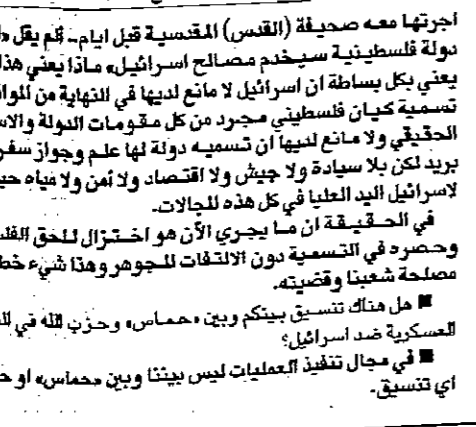 اجرتها معه صحيفة (القدس) المقدسية قبل ايام_ الم يقل
دولة فلسطينية سيخدم مصالح اسرائيل» ماذا يعني هذا
يعني بكل بساطة ان اسرائيل لا مانع لديها في النهاية من
تسمية كيان فلسطيني مجرد من كل مقومات الدولة
الحقيقي ولا مانع لديها ان تسميه دولة لها علم وجواز سفر
بريد لكن بلا سيادة ولا جيش ولا اقتصاد ولا أمن ولا مياه
لاسرائيل اليد العليا في كل هذه المجالات.
في الحقيقة ان ما يجري الآن هو اختزال للحق
وحصره في التسمية دون الالتفات للجوهر وهذا شيء
مصلحة شعبنا وقضيته.
■ هل هناك تنسيق بينكم وبين «حماس» وحزب الله في
العسكرية ضد اسرائيل؟
■ في مجال تنفيذ العمليات ليس بيننا وبين «حماس» او
اي تنسيق.